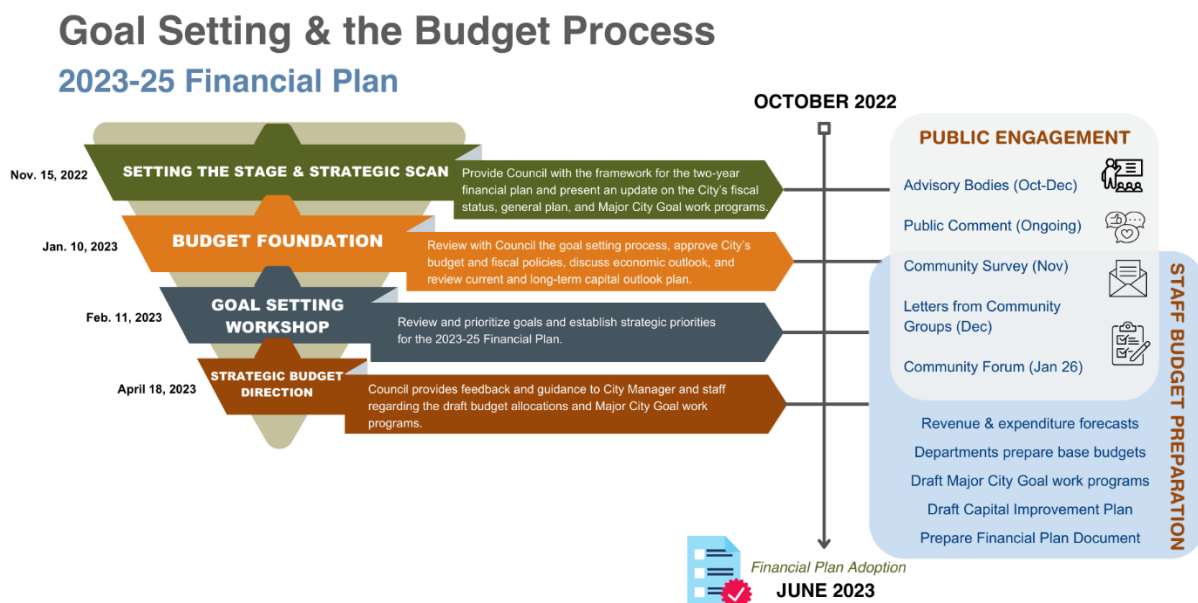 Goal Setting & the Budget Process
2023-25 Financial Plan
OCTOBER 2022
Nov. 15, 2022
SETTING THE STAGE & STRATEGIC SCAN
Provide Council with the framework for the two-year
financial plan and present an update on the City's fiscal
status, general plan, and Major City Goal work programs.
Jan. 10, 2023
BUDGET FOUNDATION
Review with Council the goal setting process, approve City's
budget and fiscal policies, discuss economic outlook, and
review current and long-term capital outlook plan.
Feb. 11, 2023
GOAL SETTING
WORKSHOP
Review and prioritize goals and establish strategic priorities
for the 2023-25 Financial Plan.
April 18, 2023
STRATEGIC BUDGET
DIRECTION
Council provides feedback and guidance to City Manager and staff
regarding the draft budget allocations and Major City Goal work
programs.
PUBLIC ENGAGEMENT
Advisory Bodies (Oct-Dec)
Public Comment (Ongoing)
Community Survey (Nov)
Letters from Community
Groups (Dec)
Community Forum (Jan 26)
STAFF BUDGET PREPARATION
Revenue & expenditure forecasts
Departments prepare base budgets
Draft Major City Goal work programs
Draft Capital Improvement Plan
Prepare Financial Plan Document
Financial Plan Adoption
JUNE 2023